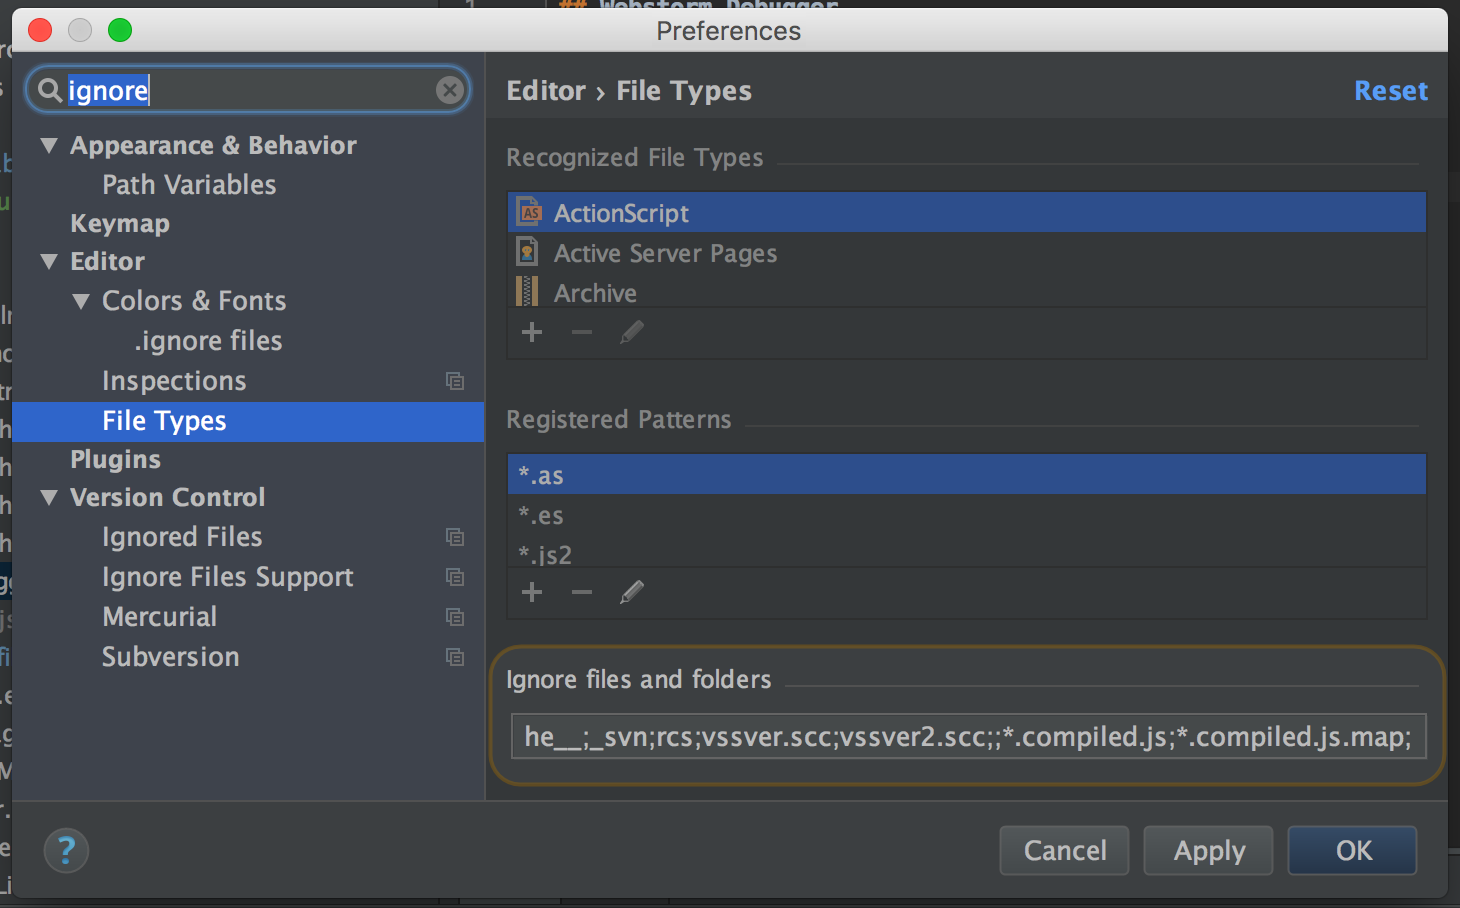 ## Webstorm Debugger
Preferences
ignore
Appearance & Behavior
Path Variables
Keymap
Editor
Colors & Fonts
.ignore files
Inspections
File Types
Plugins
Version Control
Ignored Files
Ignore Files Support
Mercurial
Subversion
Editor › File Types
Reset
Recognized File Types
AS ActionScript
Active Server Pages
Archive
Registered Patterns
*.as
*.es
*.js2
Ignore files and folders
he__;_svn;rcs;vssver.scc;vssver2.scc;;*.compiled.js;*.compiled.js.map;
?
Cancel
Apply
OK